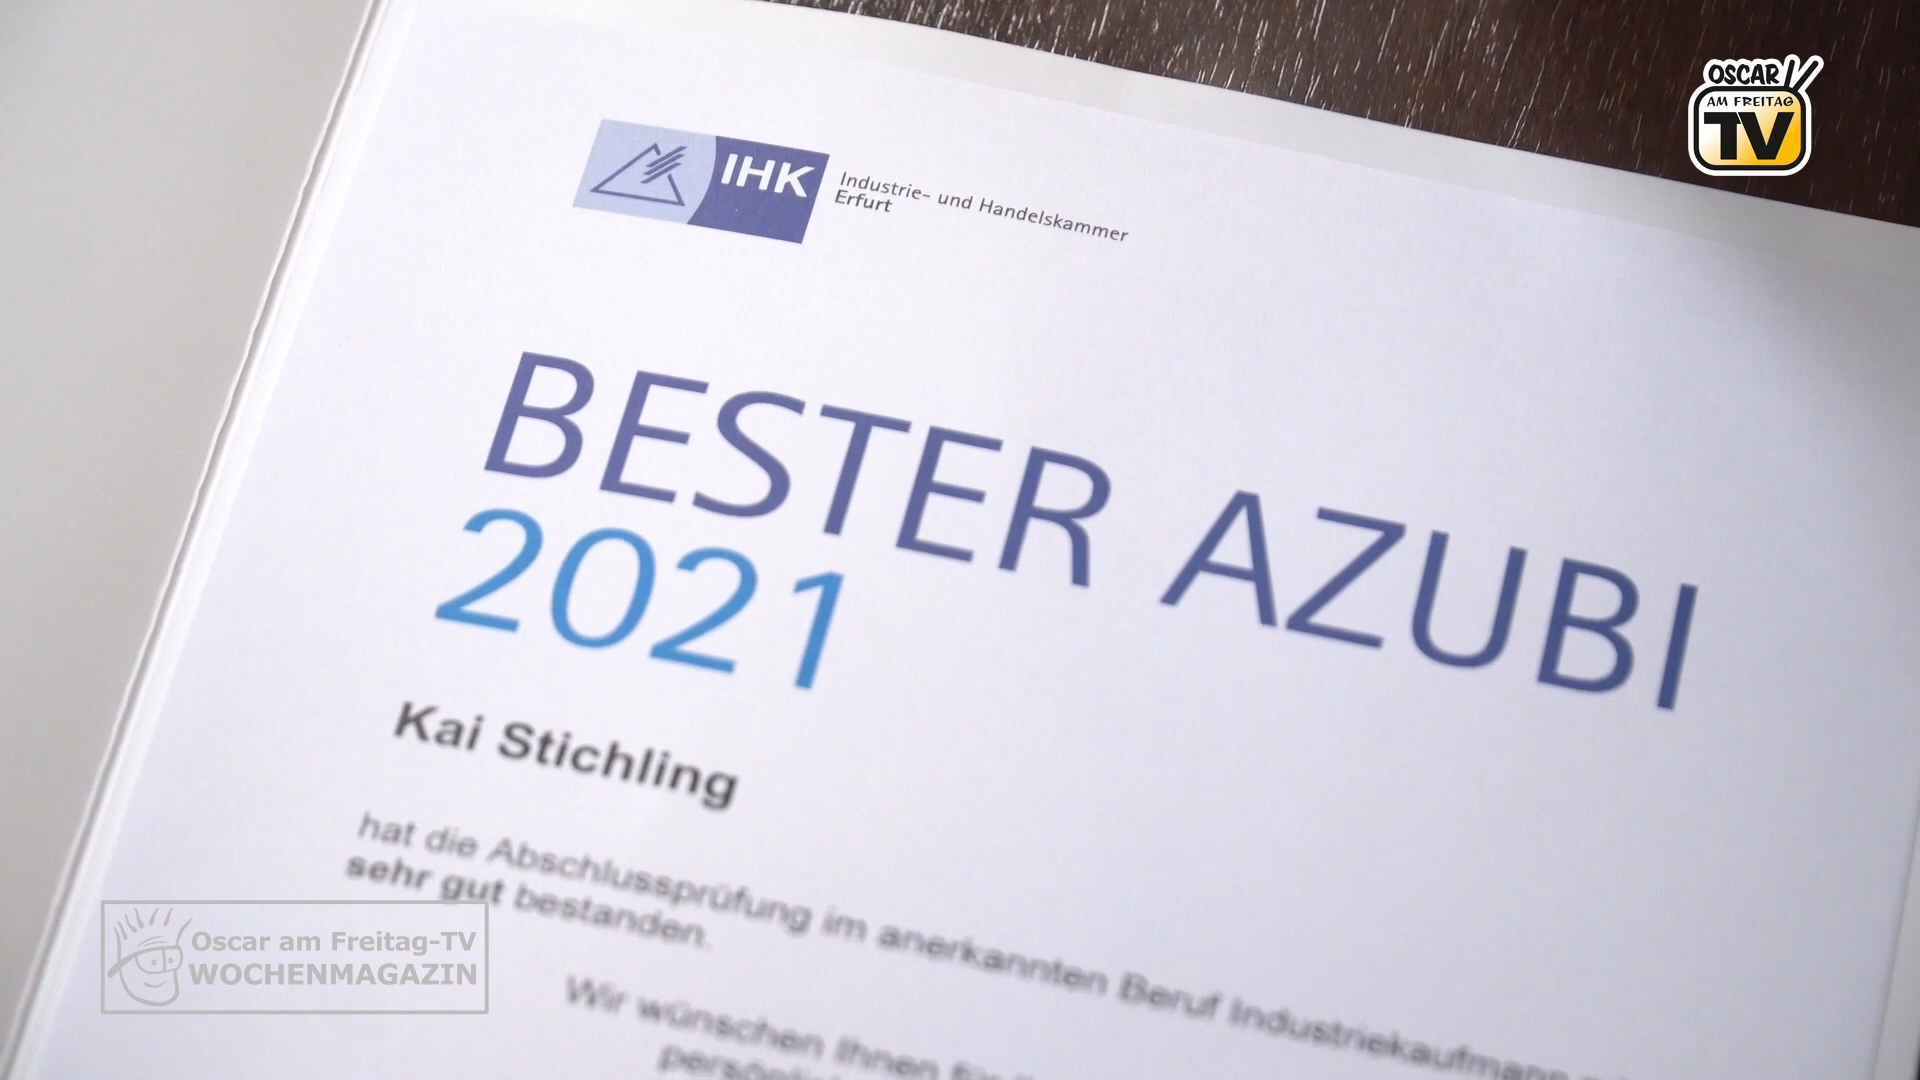 OSCAR
AM FREITAG
TV
IHK
Industrie- und Handelskammer
Erfurt
BESTER AZUBI
2021
Kai Stichling
hat die Abschlussprüfung im anerkannten Beruf Industriekaufmann
sehr gut bestanden.
Wir wünschen Ihnen für
Oscar am Freitag-TV
WOCHENMAGAZIN